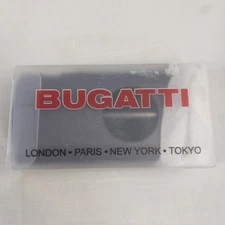 BUGATTI
LONDON • PARIS • NEW YORK • TOKYO